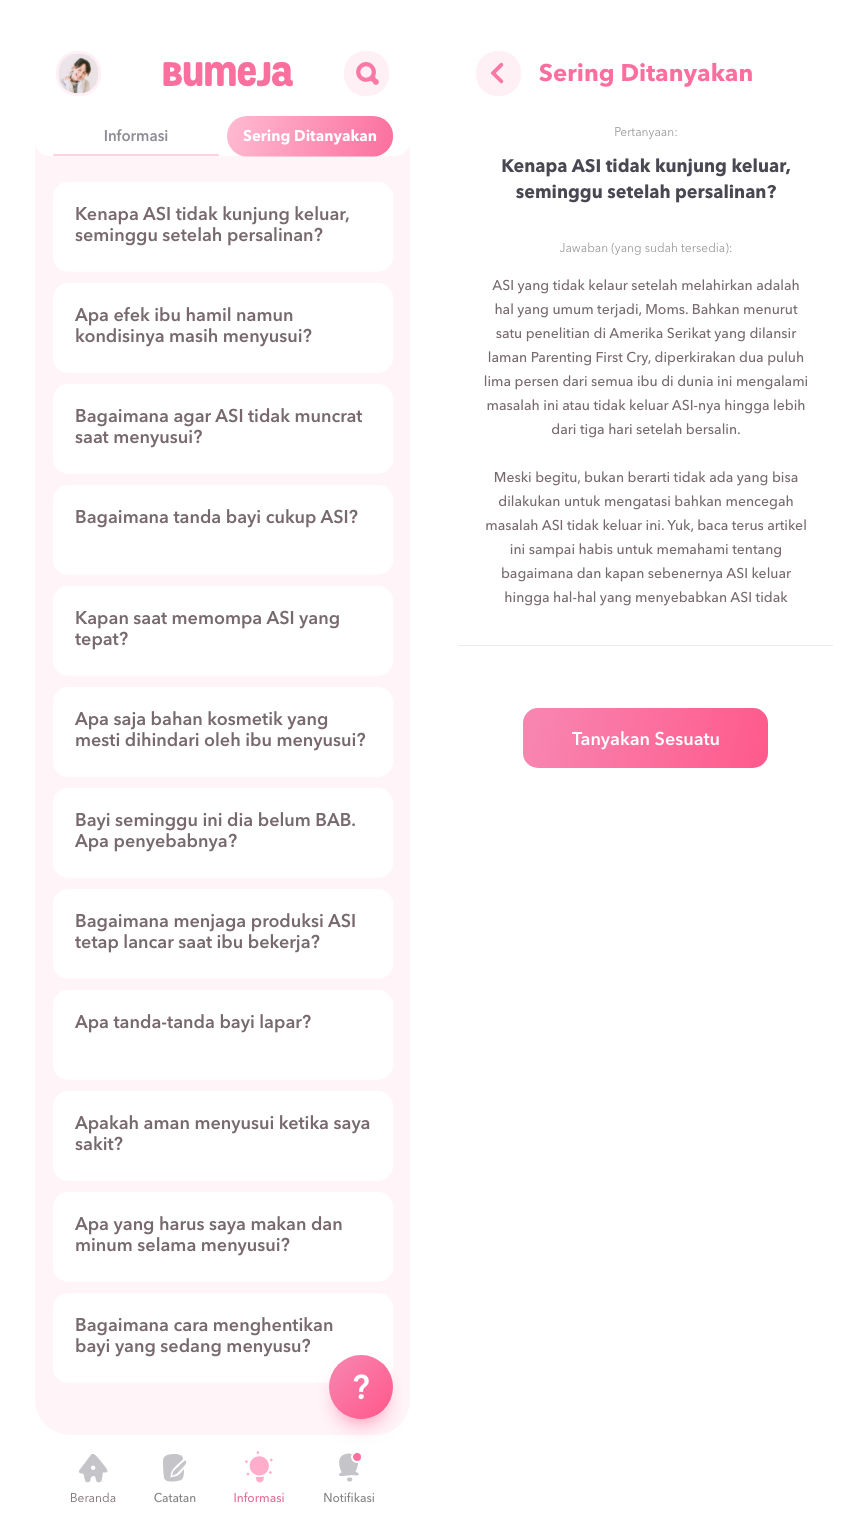 Bumeja
Informasi
Sering Ditanyakan
Kenapa ASI tidak kunjung keluar,
seminggu setelah persalinan?
Apa efek ibu hamil namun
kondisinya masih menyusui?
Bagaimana agar ASI tidak muncrat
saat menyusui?
Bagaimana tanda bayi cukup ASI?
Kapan saat memompa ASI yang
tepat?
Apa saja bahan kosmetik yang
mesti dihindari oleh ibu menyusui?
Bayi seminggu ini dia belum BAB.
Apa penyebabnya?
Bagaimana menjaga produksi ASI
tetap lancar saat ibu bekerja?
Apa tanda-tanda bayi lapar?
Apakah aman menyusui ketika saya
sakit?
Apa yang harus saya makan dan
minum selama menyusui?
Bagaimana cara menghentikan
bayi yang sedang menyusu?
?
Beranda
Catatan
Informasi
Notifikasi
Sering Ditanyakan
Pertanyaan:
Kenapa ASI tidak kunjung keluar,
seminggu setelah persalinan?
Jawaban (yang sudah tersedia):
ASI yang tidak kelaur setelah melahirkan adalah
hal yang umum terjadi, Moms. Bahkan menurut
satu penelitian di Amerika Serikat yang dilansir
laman Parenting First Cry, diperkirakan dua puluh
lima persen dari semua ibu di dunia ini mengalami
masalah ini atau tidak keluar ASI-nya hingga lebih
dari tiga hari setelah bersalin.
Meski begitu, bukan berarti tidak ada yang bisa
dilakukan untuk mengatasi bahkan mencegah
masalah ASI tidak keluar ini. Yuk, baca terus artikel
ini sampai habis untuk memahami tentang
bagaimana dan kapan sebenernya ASI keluar
hingga hal-hal yang menyebabkan ASI tidak
Tanyakan Sesuatu